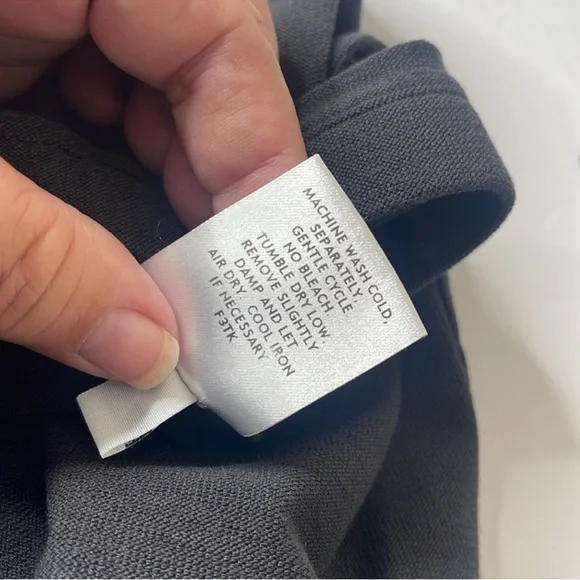 MACHINE WASH COLD,
SEPARATELY.
GENTLE CYCLE
NO BLEACH.
TUMBLE DRY LOW.
REMOVE SLIGHTLY
DAMP AND LET
AIR DRY. COOL IRON
IF NECESSARY
F3TK